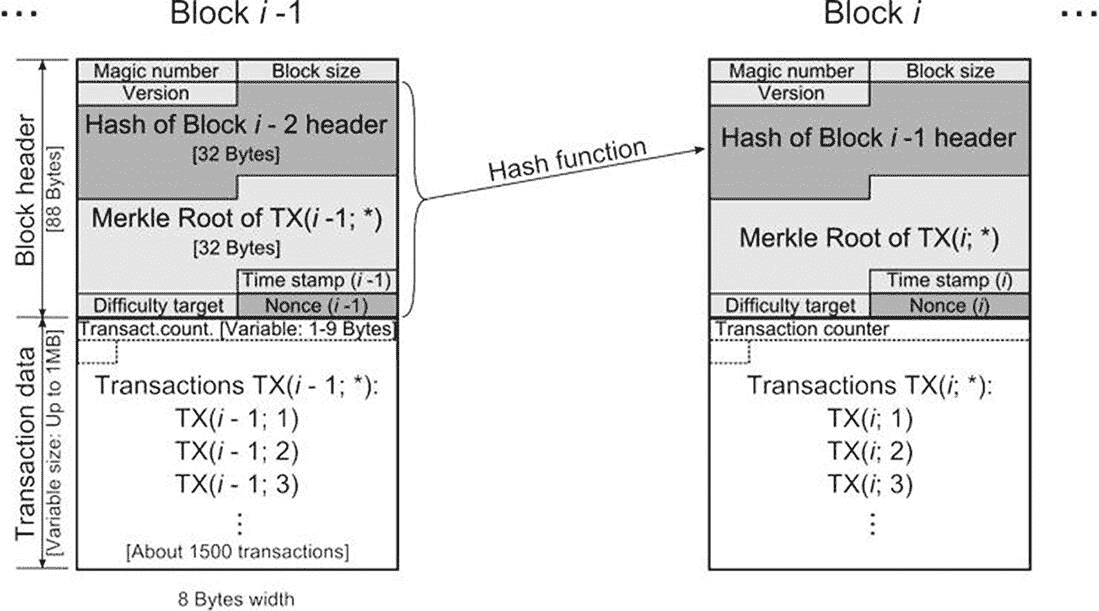 ... Block i -1 Block i ...
Magic number Block size
Version
Hash of Block i - 2 header
[32 Bytes]
Merkle Root of TX(i -1; *)
[32 Bytes]
Time stamp (i -1)
Difficulty target Nonce (i -1)
Transact.count. [Variable: 1-9 Bytes]
Transactions TX(i - 1; *):
TX(i - 1; 1)
TX(i - 1; 2)
TX(i - 1; 3)
⋮
[About 1500 transactions]
8 Bytes width
Block header
[88 Bytes]
Transaction data
[Variable size: Up to 1MB]
Hash function
Magic number Block size
Version
Hash of Block i -1 header
Merkle Root of TX(i; *)
Time stamp (i)
Difficulty target Nonce (i)
Transaction counter
Transactions TX(i; *):
TX(i; 1)
TX(i; 2)
TX(i; 3)
⋮